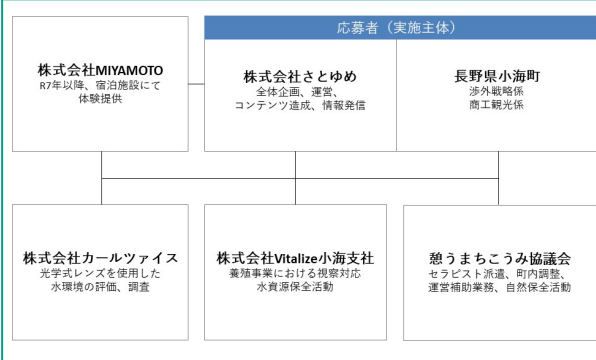 応募者（実施主体）
株式会社MIYAMOTO
R7年以降、宿泊施設にて
体験提供
株式会社さとゆめ
全体企画、運営、
コンテンツ造成、情報発信
長野県小海町
渉外戦略係
商工観光係
株式会社カールツァイス
光学式レンズを使用した
水環境の評価、調査
株式会社Vitalize小海支社
養殖事業における視察対応
水資源保全活動
憩うまちこうみ協議会
セラピスト派遣、町内調整、
運営補助業務、自然保全活動